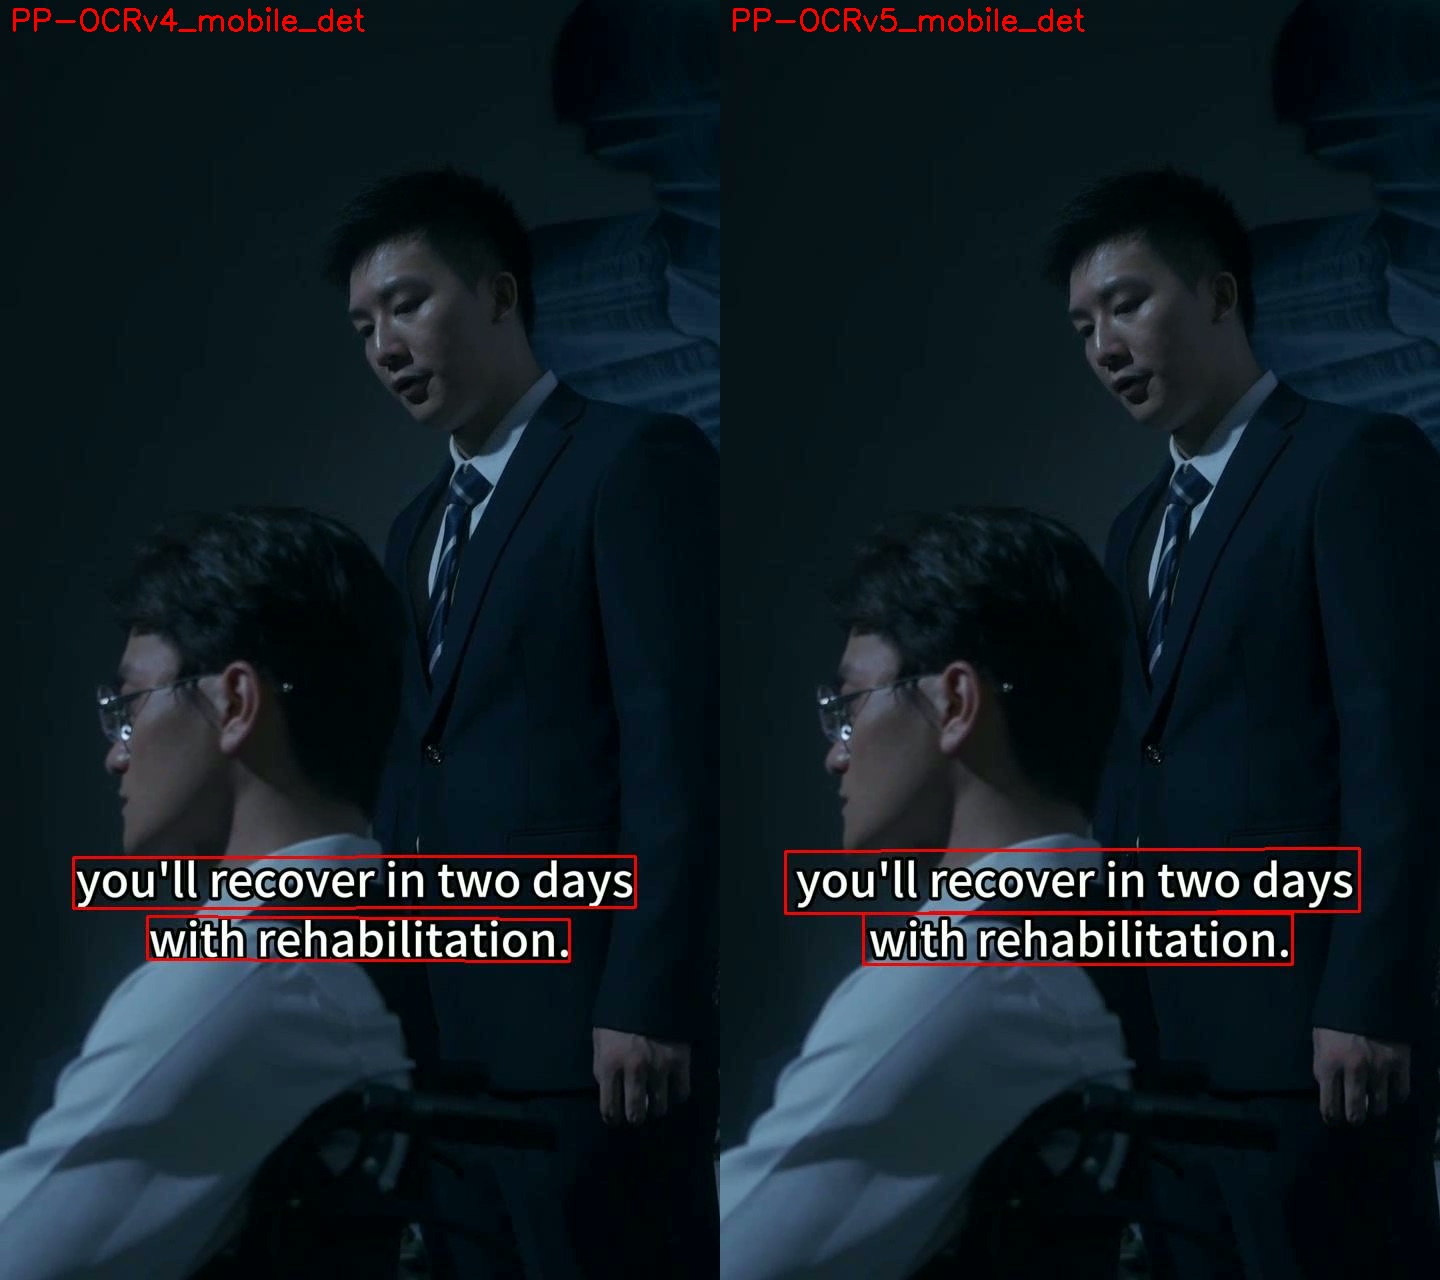 PP-OCRv4_mobile_det
PP-OCRv5_mobile_det
you'll recover in two days
with rehabilitation.
you'll recover in two days
with rehabilitation.